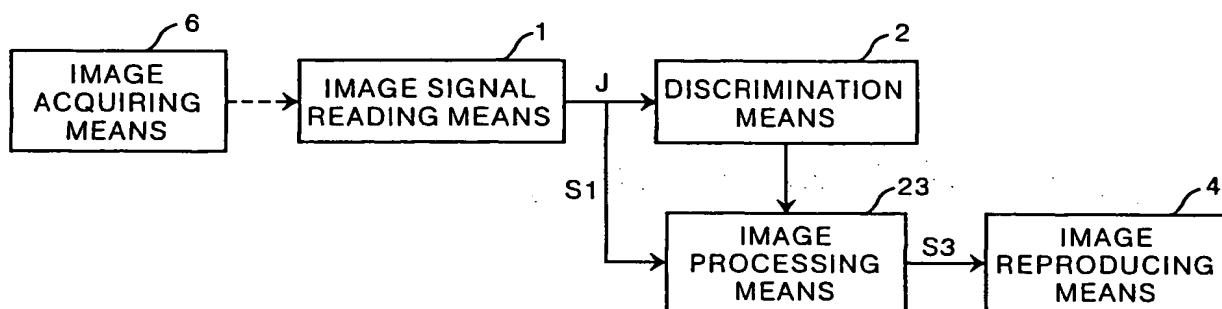 6
IMAGE
ACQUIRING
MEANS
1
IMAGE SIGNAL
READING MEANS
J
S1
2
DISCRIMINATION
MEANS
23
IMAGE
PROCESSING
MEANS
S3
4
IMAGE
REPRODUCING
MEANS